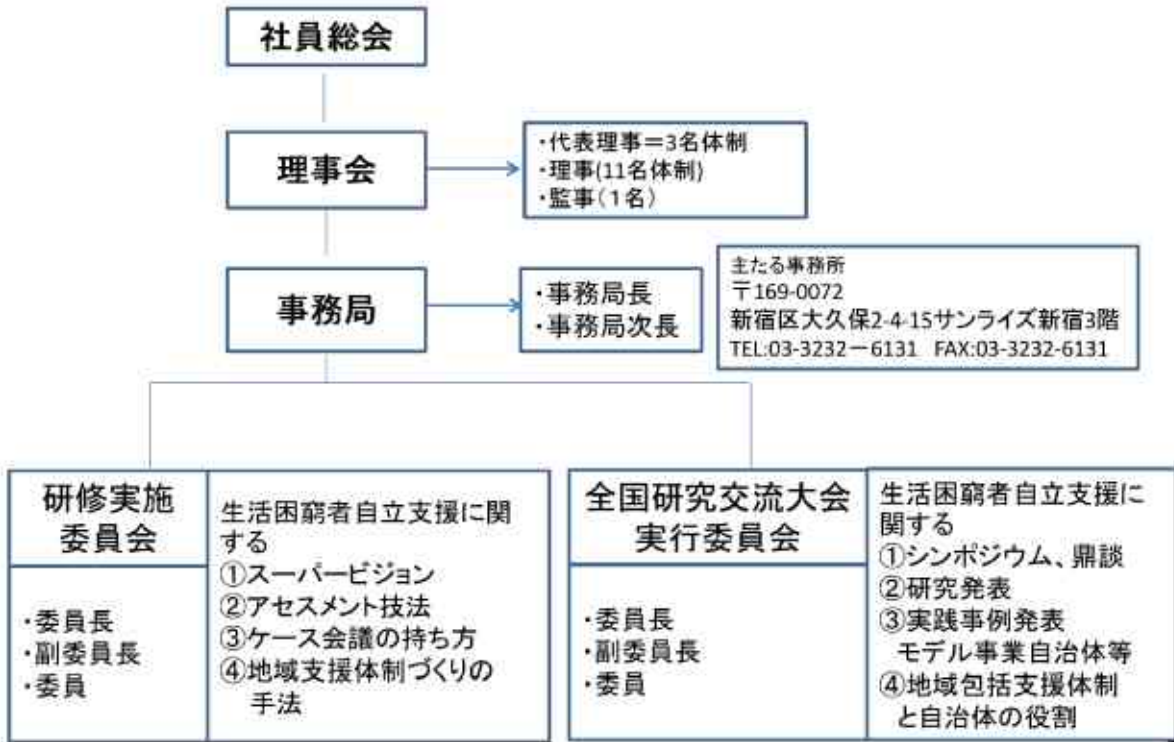 社員総会
理事会
・代表理事＝3名体制
・理事(11名体制)
・監事(１名)
事務局
・事務局長
・事務局次長
主たる事務所
〒169-0072
新宿区大久保2-4-15サンライズ新宿3階
TEL:03-3232－6131 FAX:03-3232-6131
研修実施
委員会
・委員長
・副委員長
・委員
生活困窮者自立支援に関
する
①スーパービジョン
②アセスメント技法
③ケース会議の持ち方
④地域支援体制づくりの
手法
全国研究交流大会
実行委員会
・委員長
・副委員長
・委員
生活困窮者自立支援に
関する
①シンポジウム、鼎談
②研究発表
③実践事例発表
モデル事業自治体等
④地域包括支援体制
と自治体の役割